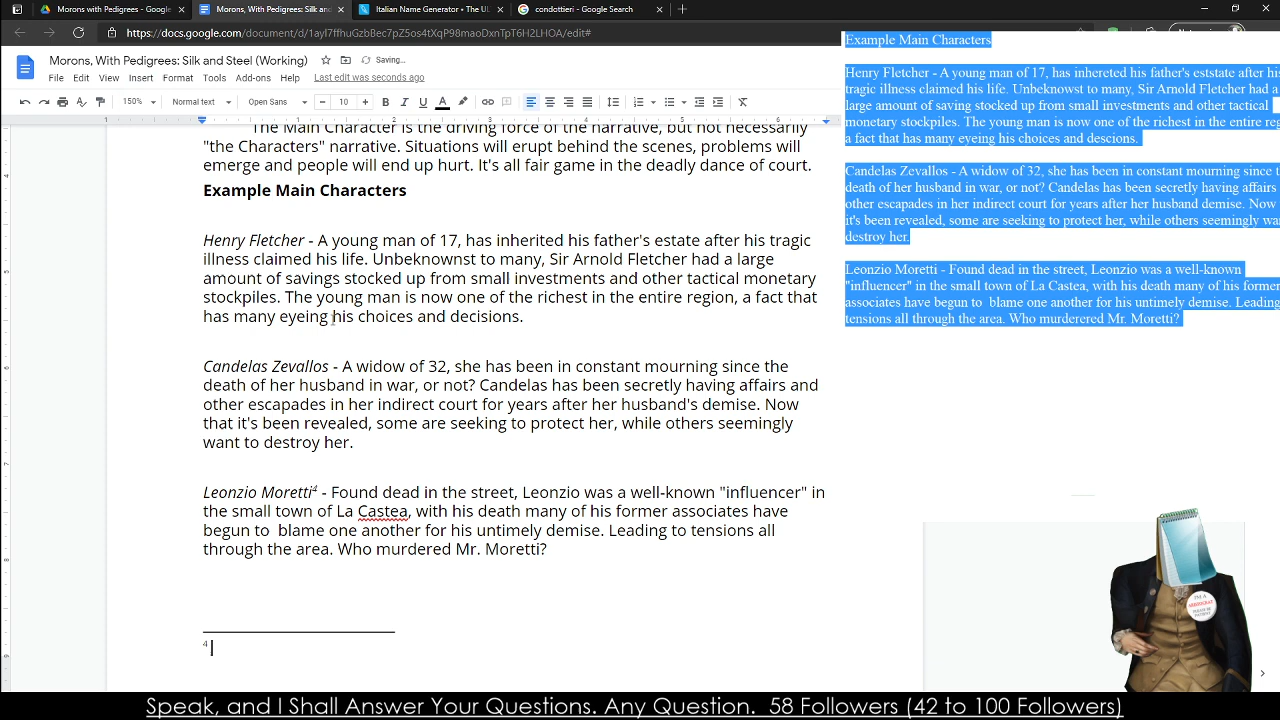 Morons with Pedigrees - Google
Morons, With Pedigrees: Silk and
Italian Name Generator • The Ul
condottieri - Google Search
https://docs.google.com/document/d/1ayI7ffhuGzbBec7pZ5os4tXqP98maoDxnTpT6H2LHOA/edit#
Morons, With Pedigrees: Silk and Steel (Working)
Saving...
File Edit View Insert Format Tools Add-ons Help Last edit was seconds ago
150% Normal text Open Sans 10 B I U A
1 1 2 3 4 5 6
The Main Character is the driving force of the narrative, but not necessarily
"the Characters" narrative. Situations will erupt behind the scenes, problems will
emerge and people will end up hurt. It's all fair game in the deadly dance of court.
Example Main Characters
Henry Fletcher - A young man of 17, has inherited his father's estate after his tragic
illness claimed his life. Unbeknownst to many, Sir Arnold Fletcher had a large
amount of savings stocked up from small investments and other tactical monetary
stockpiles. The young man is now one of the richest in the entire region, a fact that
has many eyeing his choices and decisions.
Candelas Zevallos - A widow of 32, she has been in constant mourning since the
death of her husband in war, or not? Candelas has been secretly having affairs and
other escapades in her indirect court for years after her husband's demise. Now
that it's been revealed, some are seeking to protect her, while others seemingly
want to destroy her.
Leonzio Moretti4 - Found dead in the street, Leonzio was a well-known "influencer" in
the small town of La Castea, with his death many of his former associates have
begun to  blame one another for his untimely demise. Leading to tensions all
through the area. Who murdered Mr. Moretti?
4
Example Main Characters
Henry Fletcher - A young man of 17, has inhereted his father's eststate after his
tragic illness claimed his life. Unbeknowst to many, Sir Arnold Fletcher had a
large amount of saving stocked up from small investments and other tactical
monetary stockpiles. The young man is now one of the richest in the entire reg
a fact that has many eyeing his choices and descions.
Candelas Zevallos - A widow of 32, she has been in constant mourning since t
death of her husband in war, or not? Candelas has been secretly having affairs
other escapades in her indirect court for years after her husband demise. Now
it's been revealed, some are seeking to protect her, while others seemingly wa
destroy her.
Leonzio Moretti - Found dead in the street, Leonzio was a well-known
"influencer" in the small town of La Castea, with his death many of his former
associates have begun to  blame one another for his untimely demise. Leading
tensions all through the area. Who murderered Mr. Moretti?
I'M A
Speak, and I Shall Answer Your Questions. Any Question.  58 Followers (42 to 100 Followers)